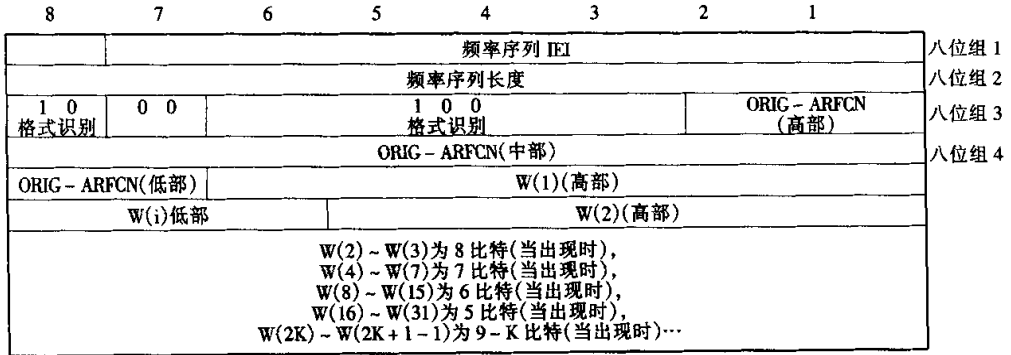 8 7 6 5 4 3 2 1
频率序列 IEI 八位组 1
频率序列长度 八位组 2
1 0 0 0 1 0 0 ORIG-ARFCN 八位组 3
格式识别 格式识别 (高部)
ORIG-ARFCN(中部) 八位组 4
ORIG-ARFCN(低部) W(1)(高部)
W(i)低部 W(2)(高部)
W(2)~W(3)为 8 比特(当出现时),
W(4)~W(7)为 7 比特(当出现时),
W(8)~W(15)为 6 比特(当出现时),
W(16)~W(31)为 5 比特(当出现时),
W(2K)~W(2K+1-1)为 9-K 比特(当出现时)…